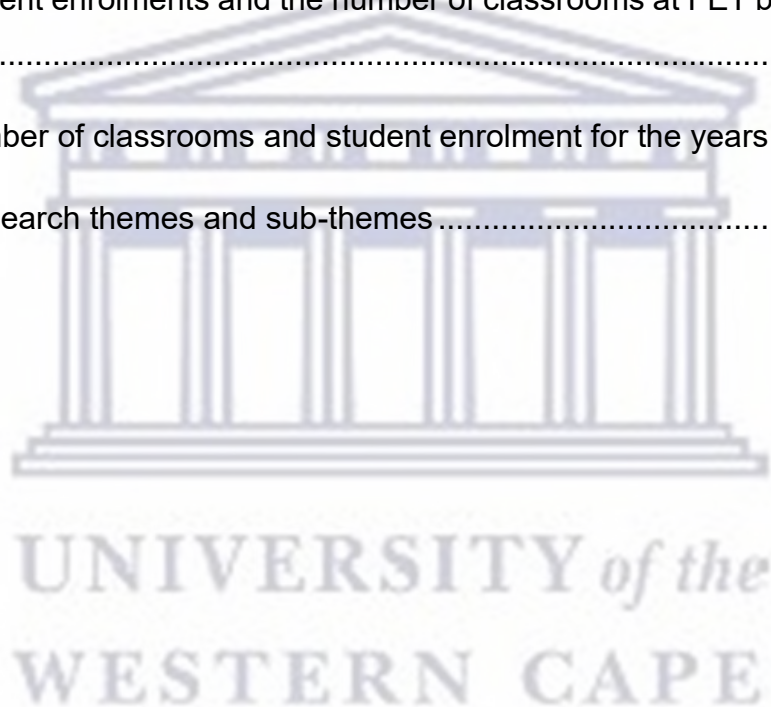 ent enrolments and the number of classrooms at FET b
................................................................................................
ber of classrooms and student enrolment for the years
earch themes and sub-themes.....................................
UNIVERSITY of the
WESTERN CAPE